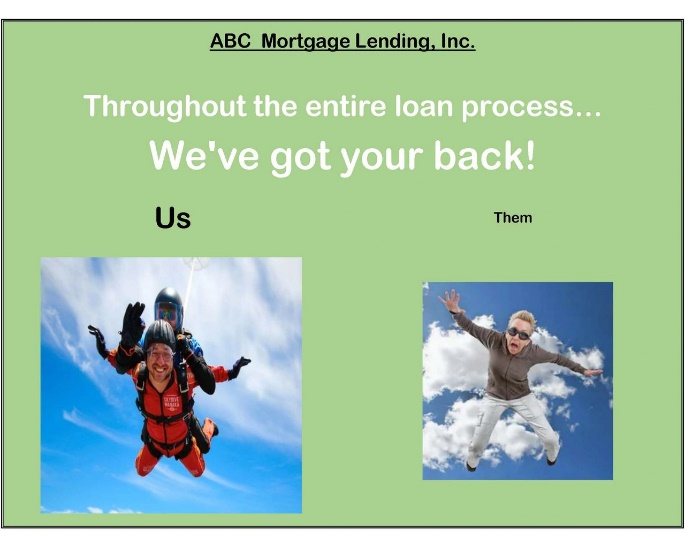 ABC Mortgage Lending, Inc.
Throughout the entire loan process...
We've got your back!
Us
Them